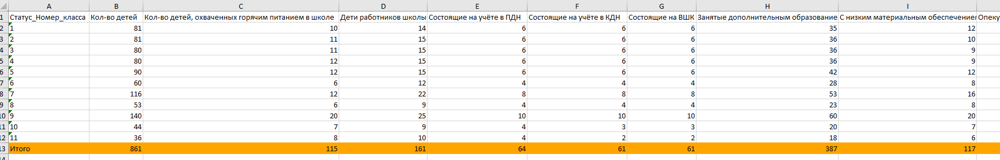 A B C D E F G H I
1 Статус_Номер_класса Кол-во детей Кол-во детей, охваченных горячим питанием в школе Дети работников школы Состоящие на учёте в ПДН Состоящие на учёте в КДН Состоящие на ВШК Занятые дополнительным образование С низким материальным обеспечение Опеку
2 1 81 10 14 6 6 6 35 12
3 2 81 11 15 6 6 6 36 10
4 3 80 11 15 6 6 6 36 9
5 4 80 12 15 6 6 6 36 9
6 5 90 12 15 6 6 6 42 12
7 6 60 6 12 4 4 4 28 8
8 7 116 12 22 8 8 8 53 16
9 8 53 6 9 4 4 4 23 8
10 9 140 20 25 10 10 10 60 20
11 10 44 7 9 4 3 3 20 7
12 11 36 8 10 4 2 2 18 6
13 Итого 861 115 161 64 61 61 387 117